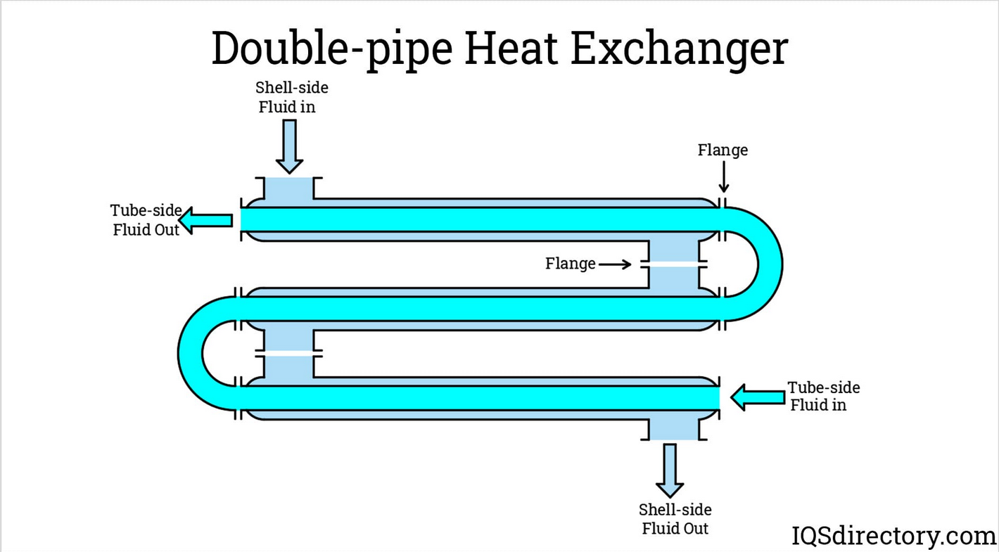 Double-pipe Heat Exchanger
Shell-side
Fluid in
Flange
Tube-side
Fluid Out
Flange
Tube-side
Fluid in
Shell-side
Fluid Out
IQSdirectory.com